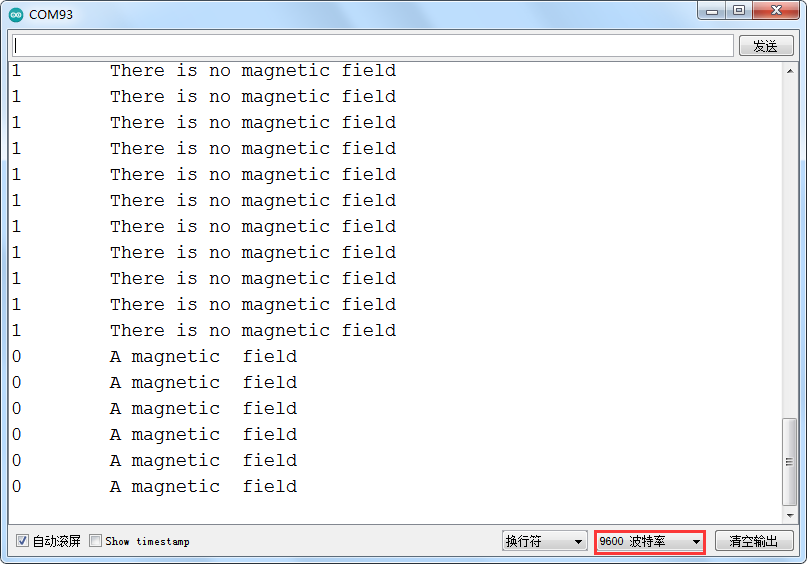 COM93
发送
1 There is no magnetic field
1 There is no magnetic field
1 There is no magnetic field
1 There is no magnetic field
1 There is no magnetic field
1 There is no magnetic field
1 There is no magnetic field
1 There is no magnetic field
1 There is no magnetic field
1 There is no magnetic field
1 There is no magnetic field
0 A magnetic  field
0 A magnetic  field
0 A magnetic  field
0 A magnetic  field
0 A magnetic  field
0 A magnetic  field
自动滚屏 Show timestamp 换行符 9600 波特率 清空输出